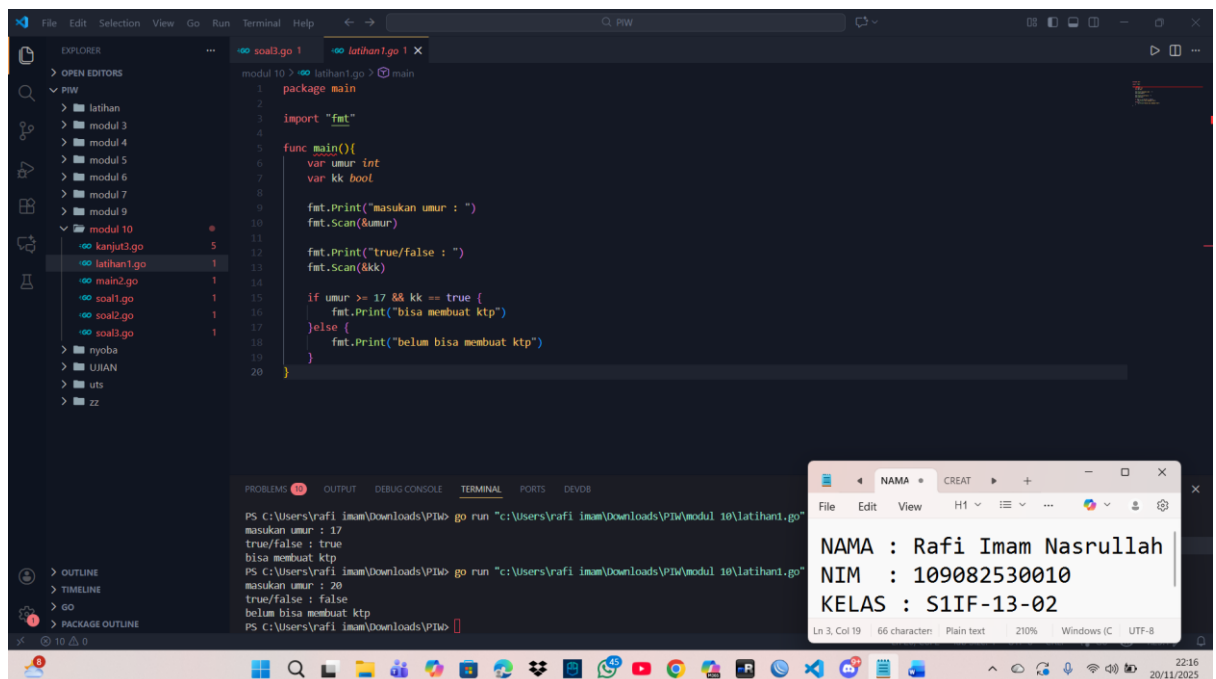 File Edit Selection View Go Run Terminal Help PIW
EXPLORER
OPEN EDITORS
PIW
latihan
modul 3
modul 4
modul 5
modul 6
modul 7
modul 9
modul 10
kanjut3.go 5
latihan1.go 1
main2.go 1
soal1.go 1
soal2.go 1
soal3.go 1
nyoba
UJIAN
uts
zz
OUTLINE
TIMELINE
GO
PACKAGE OUTLINE
soal3.go 1 latihan1.go 1
modul 10 > latihan1.go > main
1 package main
2
3 import "fmt"
4
5 func main(){
6 var umur int
7 var kk bool
8
9 fmt.Print("masukan umur : ")
10 fmt.Scan(&umur)
11
12 fmt.Print("true/false : ")
13 fmt.Scan(&kk)
14
15 if umur >= 17 && kk == true {
16 fmt.Print("bisa membuat ktp")
17 }else {
18 fmt.Print("belum bisa membuat ktp")
19 }
20 }
PROBLEMS 10 OUTPUT DEBUG CONSOLE TERMINAL PORTS DEVDB
PS C:\Users\rafi imam\Downloads\PIW> go run "c:\Users\rafi imam\Downloads\PIW\modul 10\latihan1.go"
masukan umur : 17
true/false : true
bisa membuat ktp
PS C:\Users\rafi imam\Downloads\PIW> go run "c:\Users\rafi imam\Downloads\PIW\modul 10\latihan1.go"
masukan umur : 20
true/false : false
belum bisa membuat ktp
PS C:\Users\rafi imam\Downloads\PIW>
NAMA CREAT
File Edit View H1
NAMA : Rafi Imam Nasrullah
NIM : 109082530010
KELAS : S1IF-13-02
Ln 3, Col 19 66 character Plain text 210% Windows (C UTF-8
10 0
8 45
22:16
20/11/2025